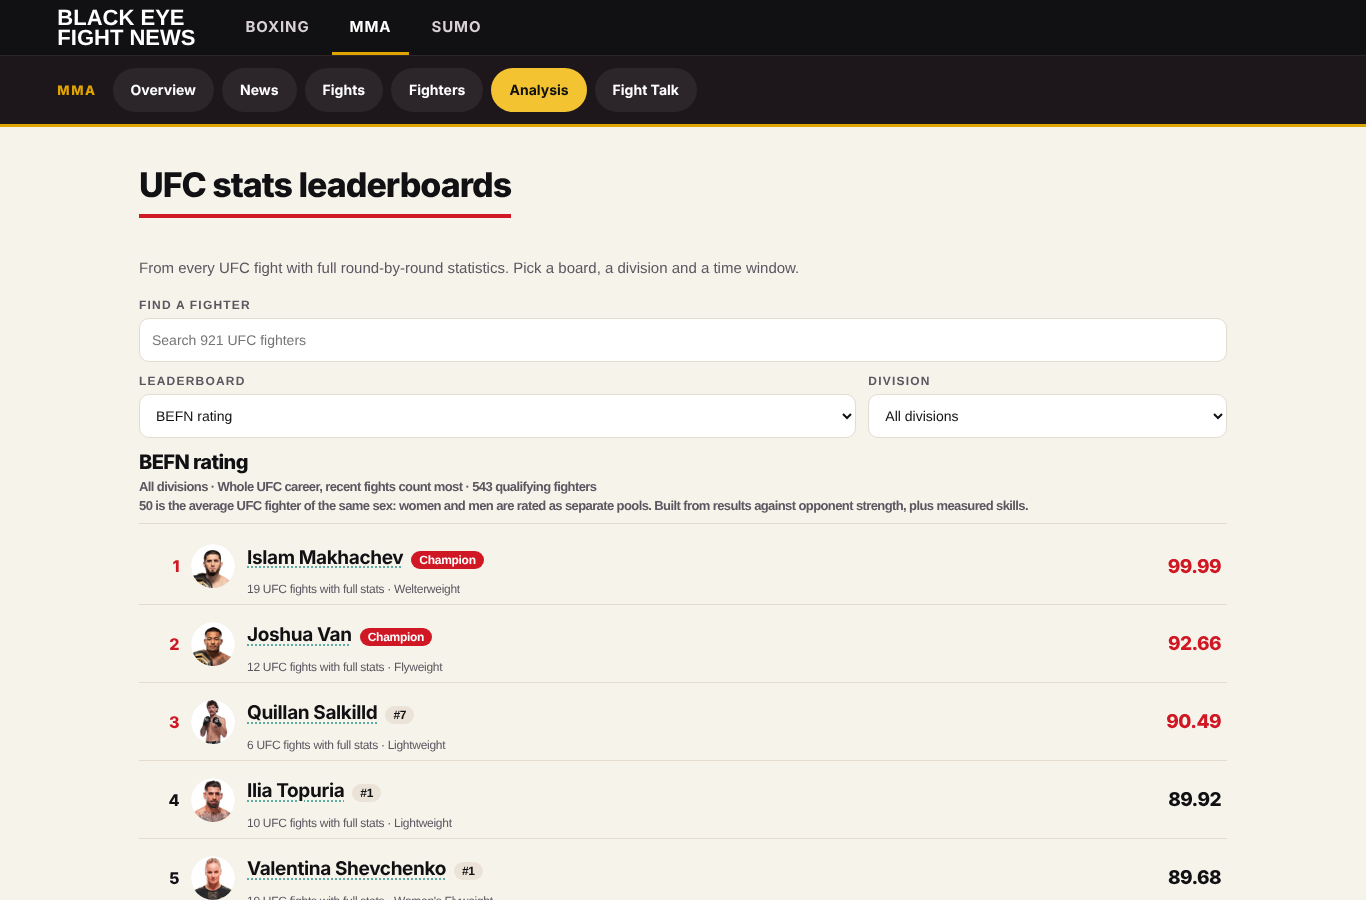 BLACK EYE
FIGHT NEWS
BOXING
MMA
SUMO
MMA
Overview
News
Fights
Fighters
Analysis
Fight Talk
UFC stats leaderboards
From every UFC fight with full round-by-round statistics. Pick a board, a division and a time window.
FIND A FIGHTER
Search 921 UFC fighters
LEADERBOARD
DIVISION
BEFN rating
All divisions
BEFN rating
All divisions · Whole UFC career, recent fights count most · 543 qualifying fighters
50 is the average UFC fighter of the same sex: women and men are rated as separate pools. Built from results against opponent strength, plus measured skills.
1
Islam Makhachev
Champion
19 UFC fights with full stats · Welterweight
99.99
2
Joshua Van
Champion
12 UFC fights with full stats · Flyweight
92.66
3
Quillan Salkilld
#7
6 UFC fights with full stats · Lightweight
90.49
4
Ilia Topuria
#1
10 UFC fights with full stats · Lightweight
89.92
5
Valentina Shevchenko
#1
UFC fights with full stats · Women's Flyweight
89.68